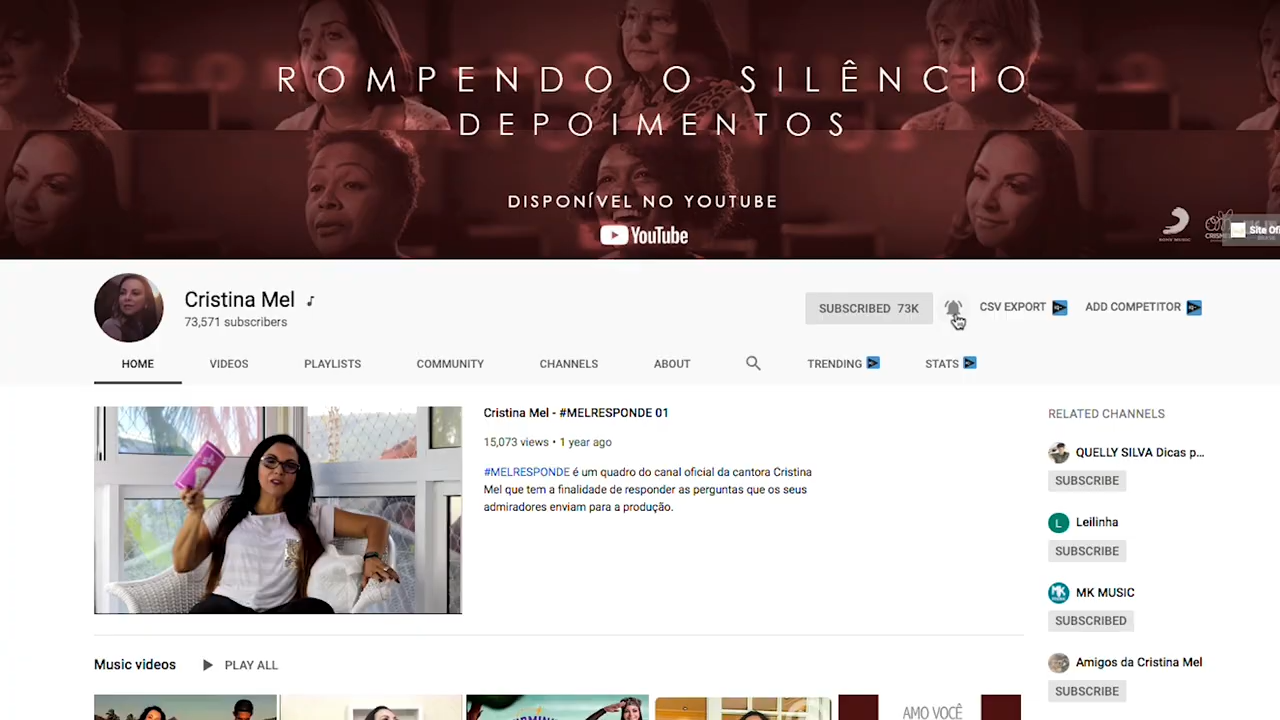 ROMPENDO O SILÊNCIO
DEPOIMENTOS
DISPONÍVEL NO YOUTUBE
YouTube
Site Ofi
Cristina Mel
73,571 subscribers
SUBSCRIBED 73K
CSV EXPORT
ADD COMPETITOR
HOME
VIDEOS
PLAYLISTS
COMMUNITY
CHANNELS
ABOUT
TRENDING
STATS
Cristina Mel - #MELRESPONDE 01
15,073 views • 1 year ago
#MELRESPONDE é um quadro do canal oficial da cantora Cristina
Mel que tem a finalidade de responder as perguntas que os seus
admiradores enviam para a produção.
RELATED CHANNELS
QUELLY SILVA Dicas p...
SUBSCRIBE
L
Leilinha
SUBSCRIBE
MK
MK MUSIC
SUBSCRIBED
Amigos da Cristina Mel
SUBSCRIBE
Music videos
PLAY ALL
AMO VOCÊ